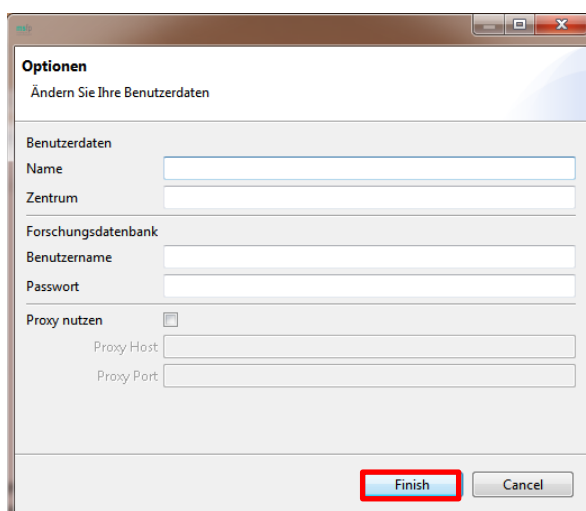 Optionen
Ändern Sie Ihre Benutzerdaten
Benutzerdaten
Name
Zentrum
Forschungsdatenbank
Benutzername
Passwort
Proxy nutzen
Proxy Host
Proxy Port
Finish Cancel